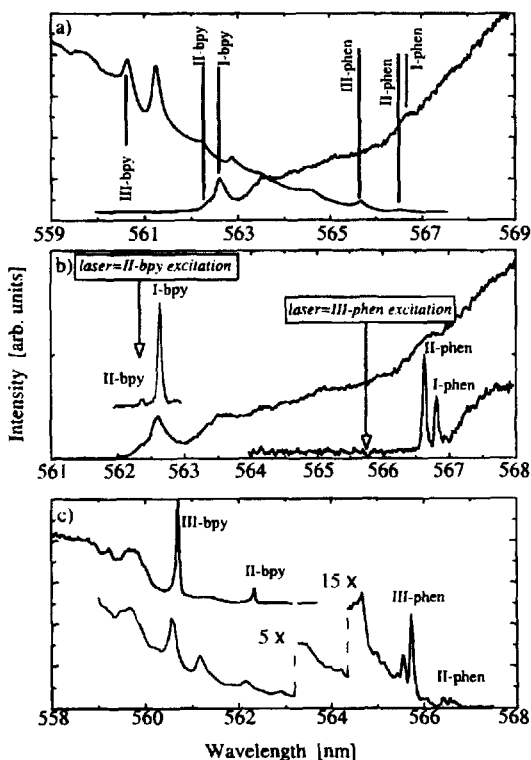 a)
II-bpy
I-bpy
III-phen
II-phen
I-phen
III-bpy
559 561 563 565 567 569
b)
laser=II-bpy excitation
I-bpy
laser=III-phen excitation
II-phen
II-bpy
I-phen
Intensity [arb. units]
561 562 563 564 565 566 567 568
c)
III-bpy
II-bpy
15 x
III-phen
5 x
II-phen
558 560 562 564 566 568
Wavelength [nm]